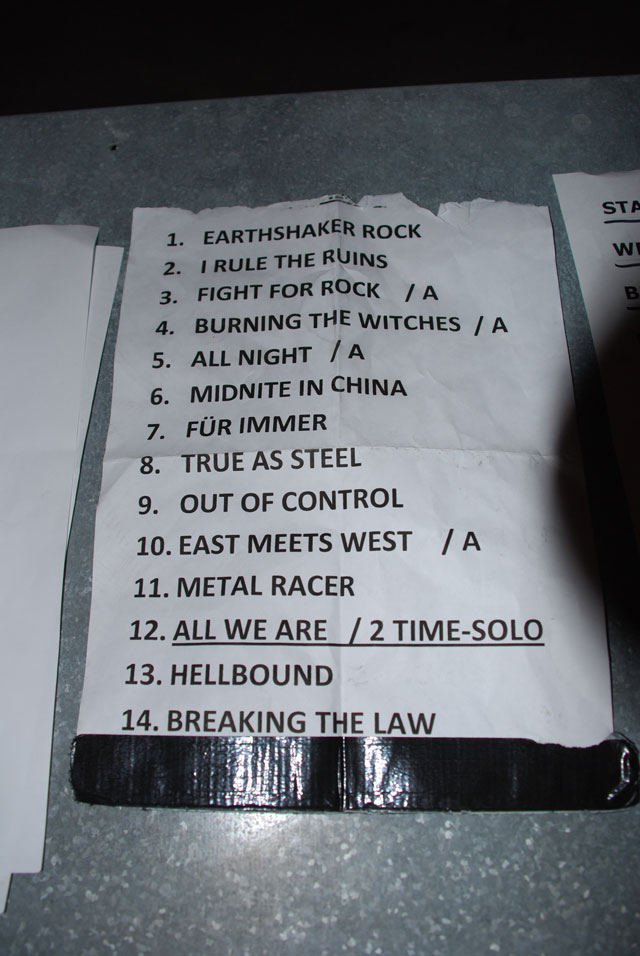 1. EARTHSHAKER ROCK
2. I RULE THE RUINS
3. FIGHT FOR ROCK / A
4. BURNING THE WITCHES / A
5. ALL NIGHT / A
6. MIDNITE IN CHINA
7. FÜR IMMER
8. TRUE AS STEEL
9. OUT OF CONTROL
10. EAST MEETS WEST / A
11. METAL RACER
12. ALL WE ARE / 2 TIME-SOLO
13. HELLBOUND
14. BREAKING THE LAW
STA